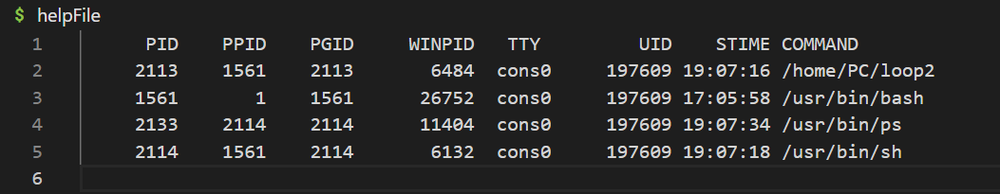 $ helpFile
1 PID PPID PGID WINPID TTY UID STIME COMMAND
2 2113 1561 2113 6484 cons0 197609 19:07:16 /home/PC/loop2
3 1561 1 1561 26752 cons0 197609 17:05:58 /usr/bin/bash
4 2133 2114 2114 11404 cons0 197609 19:07:34 /usr/bin/ps
5 2114 1561 2114 6132 cons0 197609 19:07:18 /usr/bin/sh
6